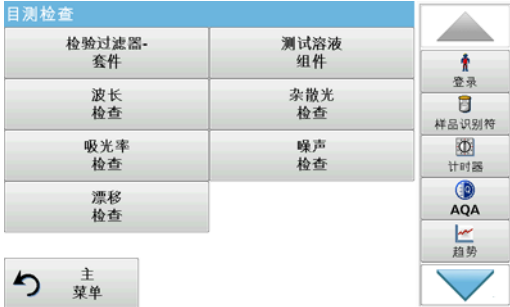 目测检查
检验过滤器-
套件
测试溶液
组件
波长
检查
杂散光
检查
吸光率
检查
噪声
检查
漂移
检查
主
菜单
登录
样品识别符
计时器
AQA
趋势